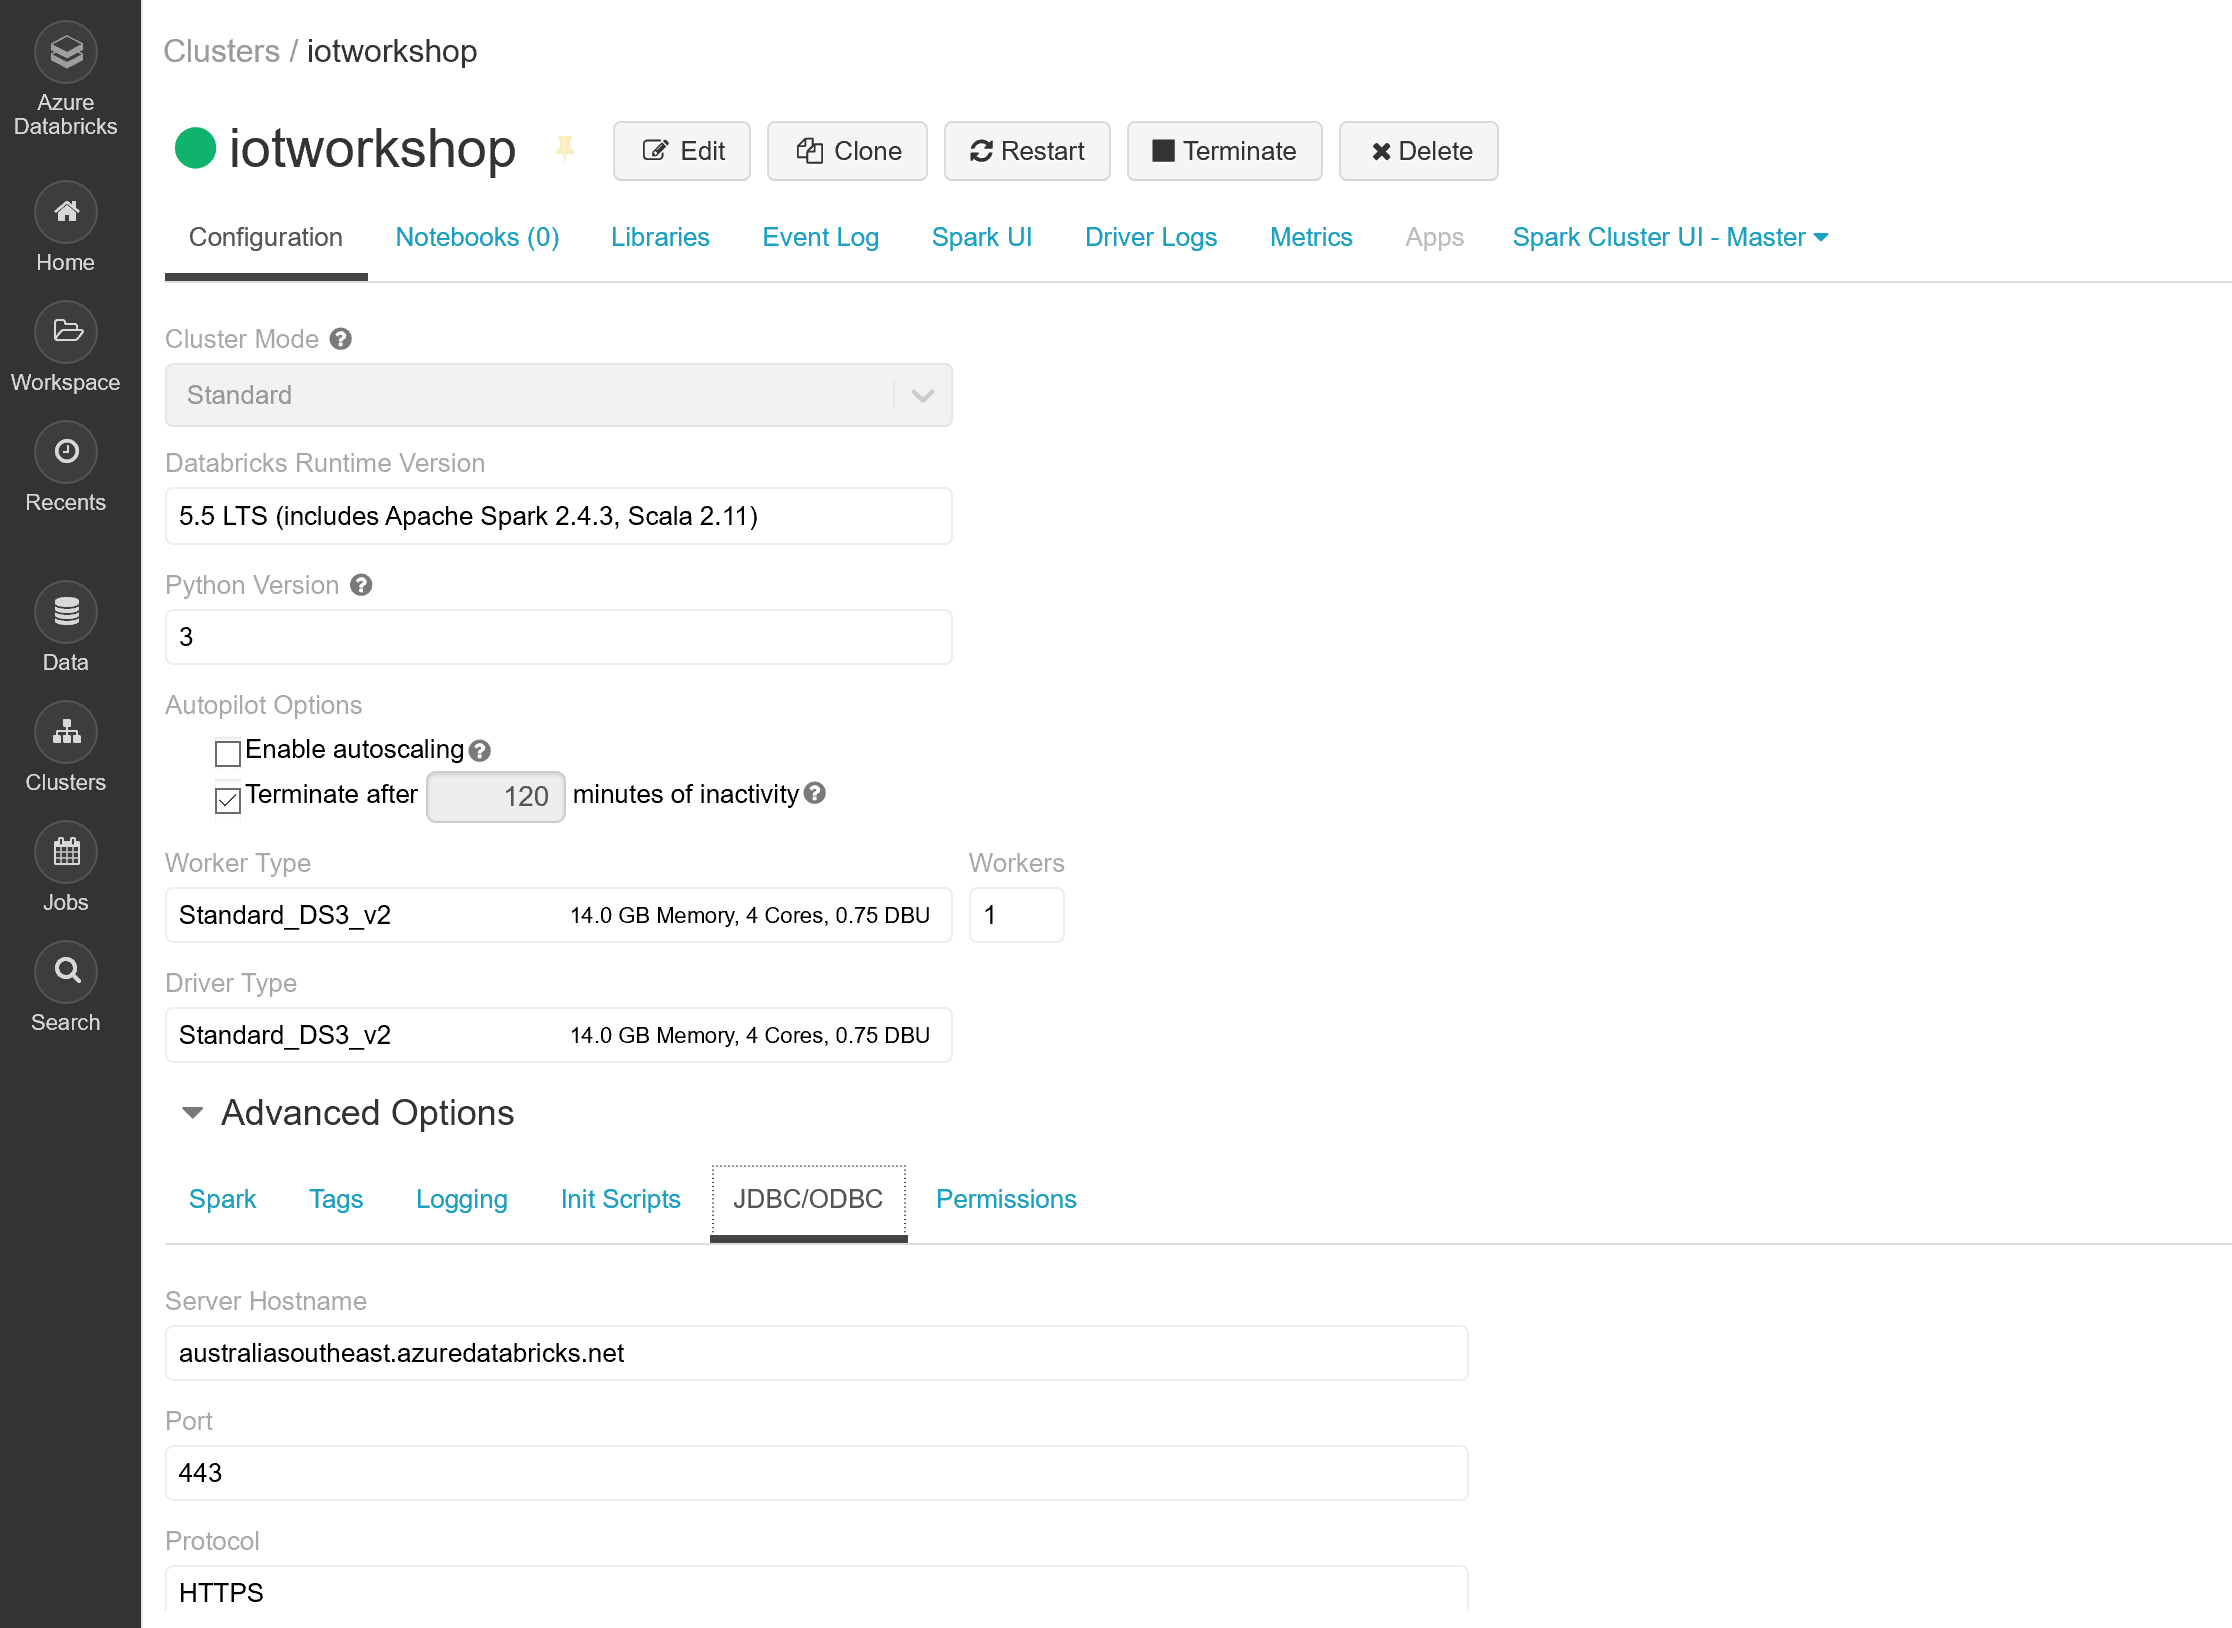 Azure
Databricks
Home
Workspace
Recents
Data
Clusters
Jobs
Search
Clusters / iotworkshop
iotworkshop
Edit
Clone
Restart
Terminate
Delete
Configuration
Notebooks (0)
Libraries
Event Log
Spark UI
Driver Logs
Metrics
Apps
Spark Cluster UI - Master
Cluster Mode
Standard
Databricks Runtime Version
5.5 LTS (includes Apache Spark 2.4.3, Scala 2.11)
Python Version
3
Autopilot Options
Enable autoscaling
Terminate after 120 minutes of inactivity
Worker Type
Workers
Standard_DS3_v2 14.0 GB Memory, 4 Cores, 0.75 DBU
1
Driver Type
Standard_DS3_v2 14.0 GB Memory, 4 Cores, 0.75 DBU
Advanced Options
Spark
Tags
Logging
Init Scripts
JDBC/ODBC
Permissions
Server Hostname
australiasoutheast.azuredatabricks.net
Port
443
Protocol
HTTPS